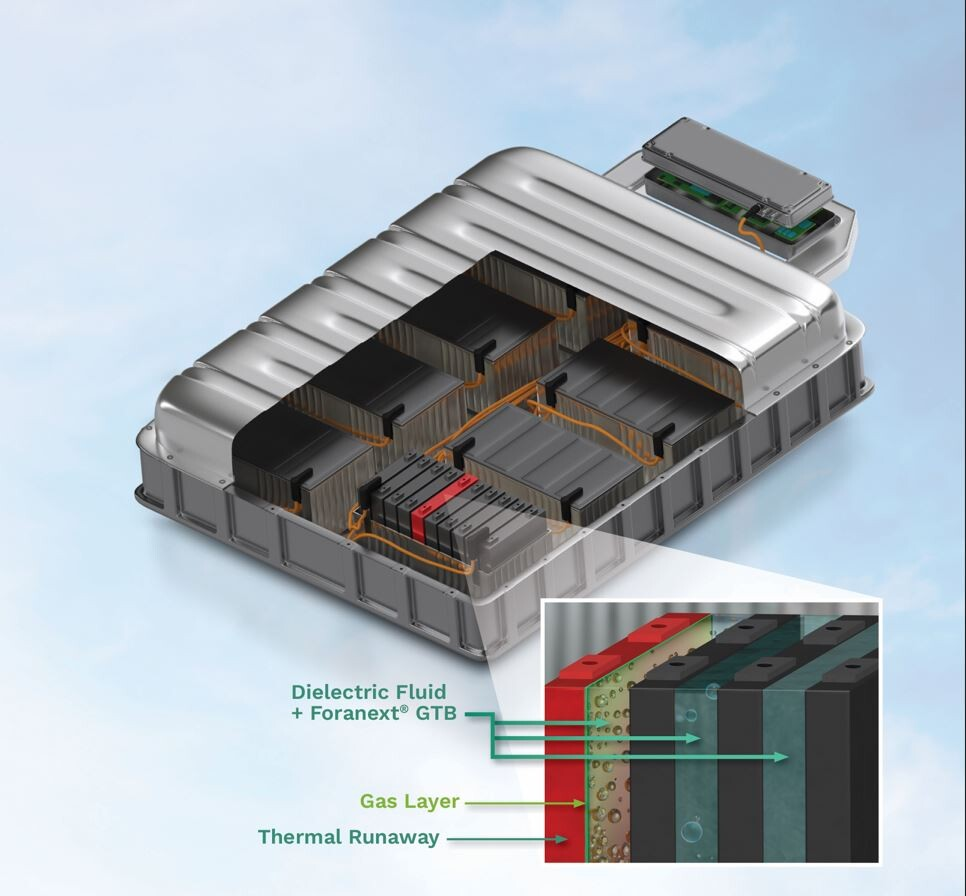 Dielectric Fluid
+ Foranext® GTB
Gas Layer
Thermal Runaway